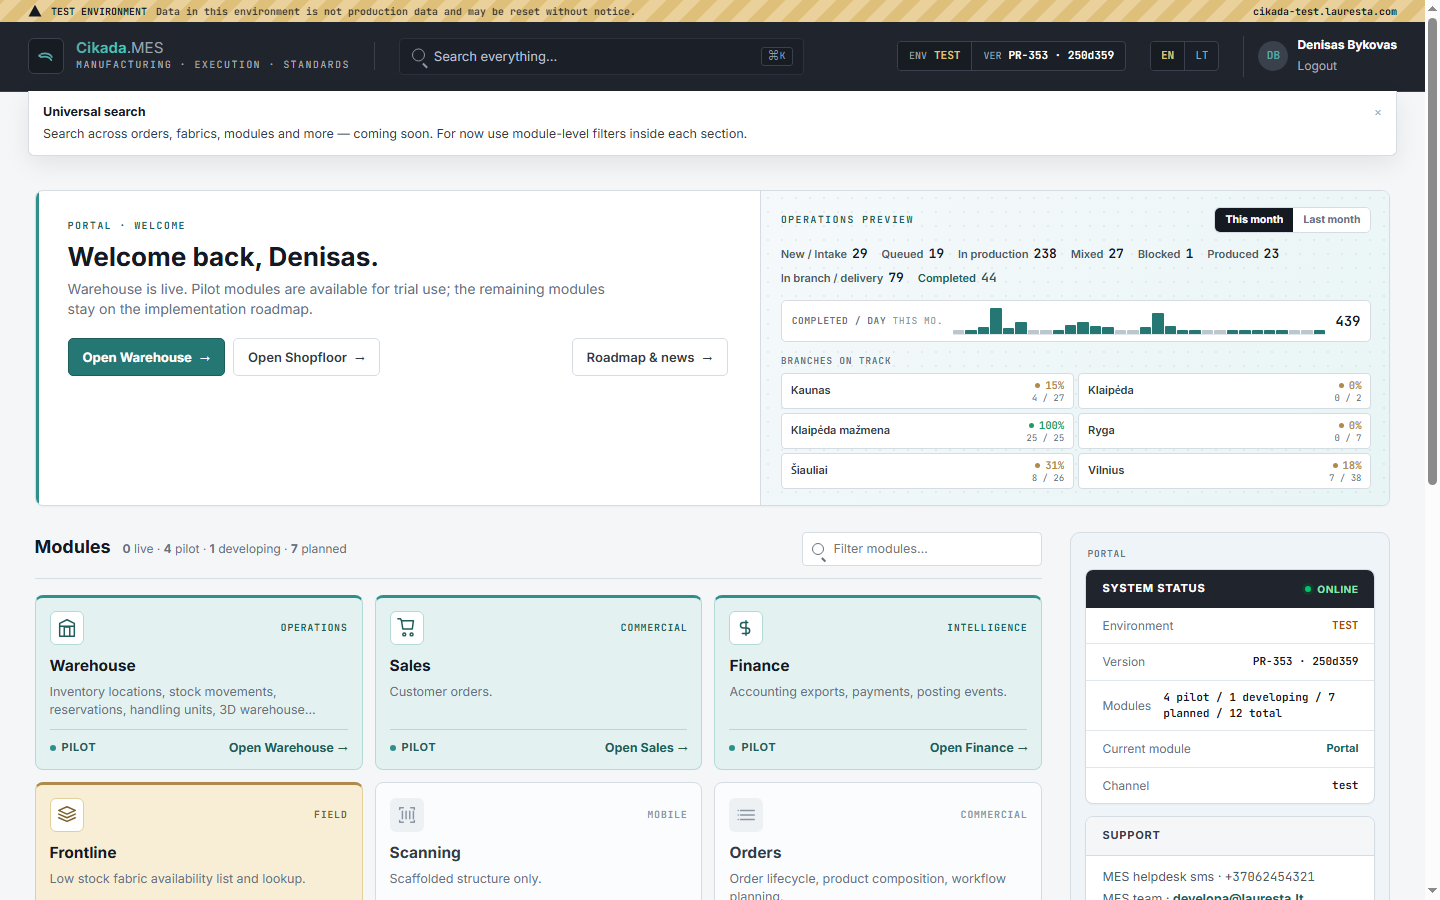 TEST ENVIRONMENT Data in this environment is not production data and may be reset without notice.
cikada-test.lauresta.com
Cikada.MES
MANUFACTURING · EXECUTION · STANDARDS
Search everything...
⌘K
ENV TEST
VER PR-353 · 250d359
EN LT
DB
Denisas Bykovas
Logout
Universal search
×
Search across orders, fabrics, modules and more — coming soon. For now use module-level filters inside each section.
PORTAL · WELCOME
Welcome back, Denisas.
Warehouse is live. Pilot modules are available for trial use; the remaining modules
stay on the implementation roadmap.
Open Warehouse →
Open Shopfloor →
Roadmap & news →
OPERATIONS PREVIEW
This month Last month
New / Intake 29 Queued 19 In production 238 Mixed 27 Blocked 1 Produced 23
In branch / delivery 79 Completed 44
COMPLETED / DAY THIS MO.
439
BRANCHES ON TRACK
Kaunas 15%
4 / 27
Klaipėda 0%
0 / 2
Klaipėda mažmena 100%
25 / 25
Ryga 0%
0 / 7
Šiauliai 31%
8 / 26
Vilnius 18%
7 / 38
Modules 0 live · 4 pilot · 1 developing · 7 planned
Filter modules...
OPERATIONS
Warehouse
Inventory locations, stock movements,
reservations, handling units, 3D warehouse...
PILOT Open Warehouse →
COMMERCIAL
Sales
Customer orders.
PILOT Open Sales →
INTELLIGENCE
Finance
Accounting exports, payments, posting events.
PILOT Open Finance →
FIELD
Frontline
Low stock fabric availability list and lookup.
MOBILE
Scanning
Scaffolded structure only.
COMMERCIAL
Orders
Order lifecycle, product composition, workflow
planning.
PORTAL
SYSTEM STATUS ONLINE
Environment TEST
Version PR-353 · 250d359
Modules 4 pilot / 1 developing / 7
planned / 12 total
Current module Portal
Channel test
SUPPORT
MES helpdesk sms · +37062454321
MES team · develona@lauresta.lt